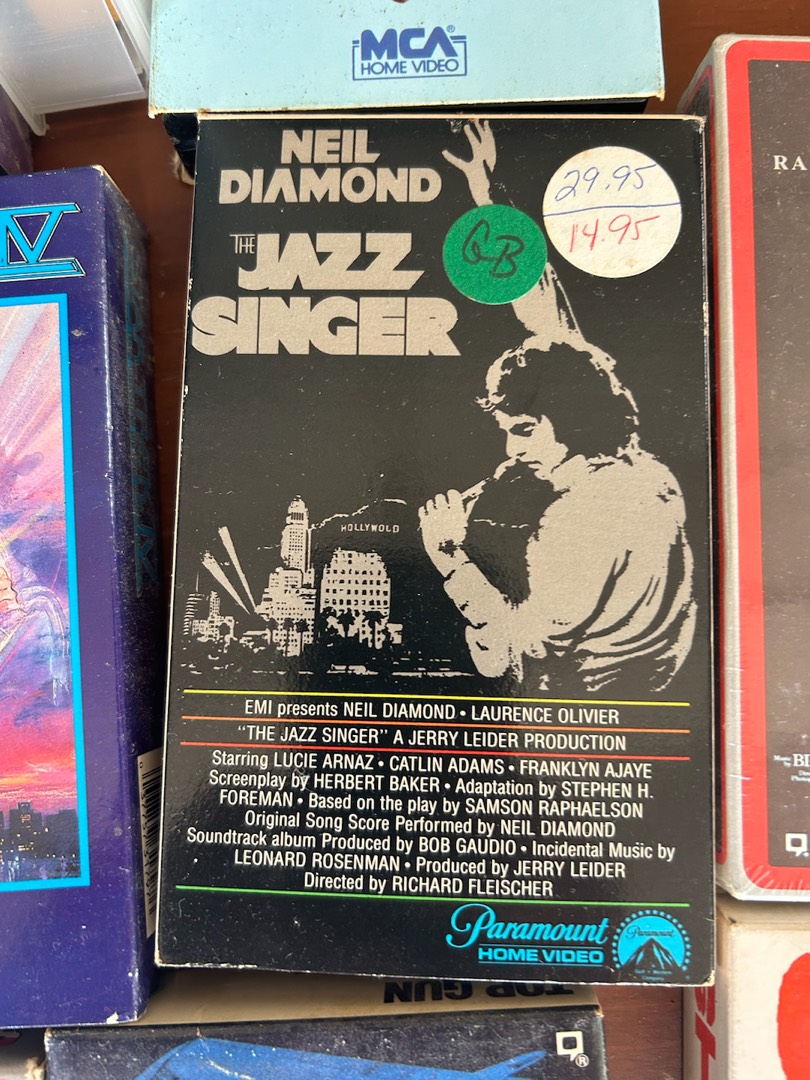 MCA®
HOME VIDEO
NEIL
DIAMOND
THE
JAZZ
SINGER
29.95
14.95
GB
HOLLYWOLD
EMI presents NEIL DIAMOND • LAURENCE OLIVIER
"THE JAZZ SINGER" A JERRY LEIDER PRODUCTION
Starring LUCIE ARNAZ • CATLIN ADAMS • FRANKLYN AJAYE
Screenplay by HERBERT BAKER • Adaptation by STEPHEN H.
FOREMAN • Based on the play by SAMSON RAPHAELSON
Original Song Score Performed by NEIL DIAMOND
Soundtrack album Produced by BOB GAUDIO • Incidental Music by
LEONARD ROSENMAN • Produced by JERRY LEIDER
Directed by RICHARD FLEISCHER
Paramount
HOME VIDEO
Paramount
Gulf + Western
Company
IV
RA
TOP GUN